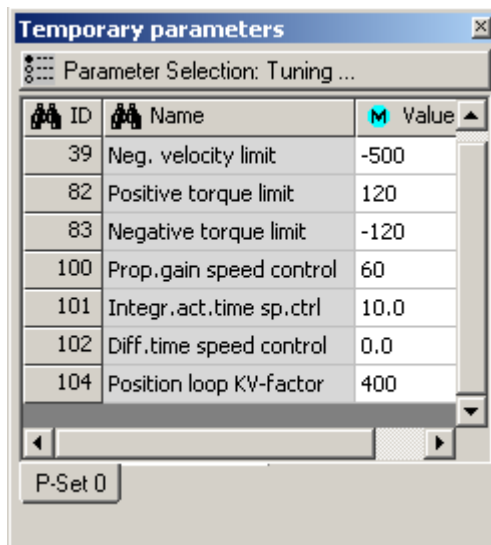 Temporary parameters
Parameter Selection: Tuning ...
ID Name M Value
39 Neg. velocity limit -500
82 Positive torque limit 120
83 Negative torque limit -120
100 Prop.gain speed control 60
101 Integr.act.time sp.ctrl 10.0
102 Diff.time speed control 0.0
104 Position loop KV-factor 400
P-Set 0